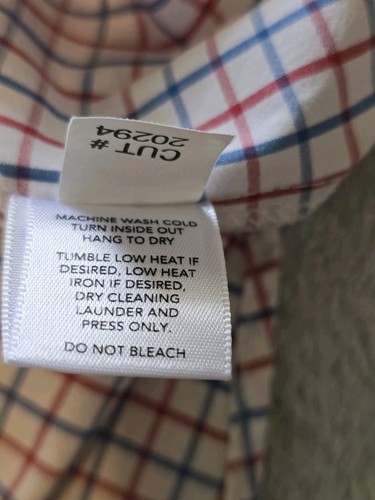 CUT #
20294
MACHINE WASH COLD
TURN INSIDE OUT
HANG TO DRY
TUMBLE LOW HEAT IF
DESIRED, LOW HEAT
IRON IF DESIRED,
DRY CLEANING
LAUNDER AND
PRESS ONLY.
DO NOT BLEACH